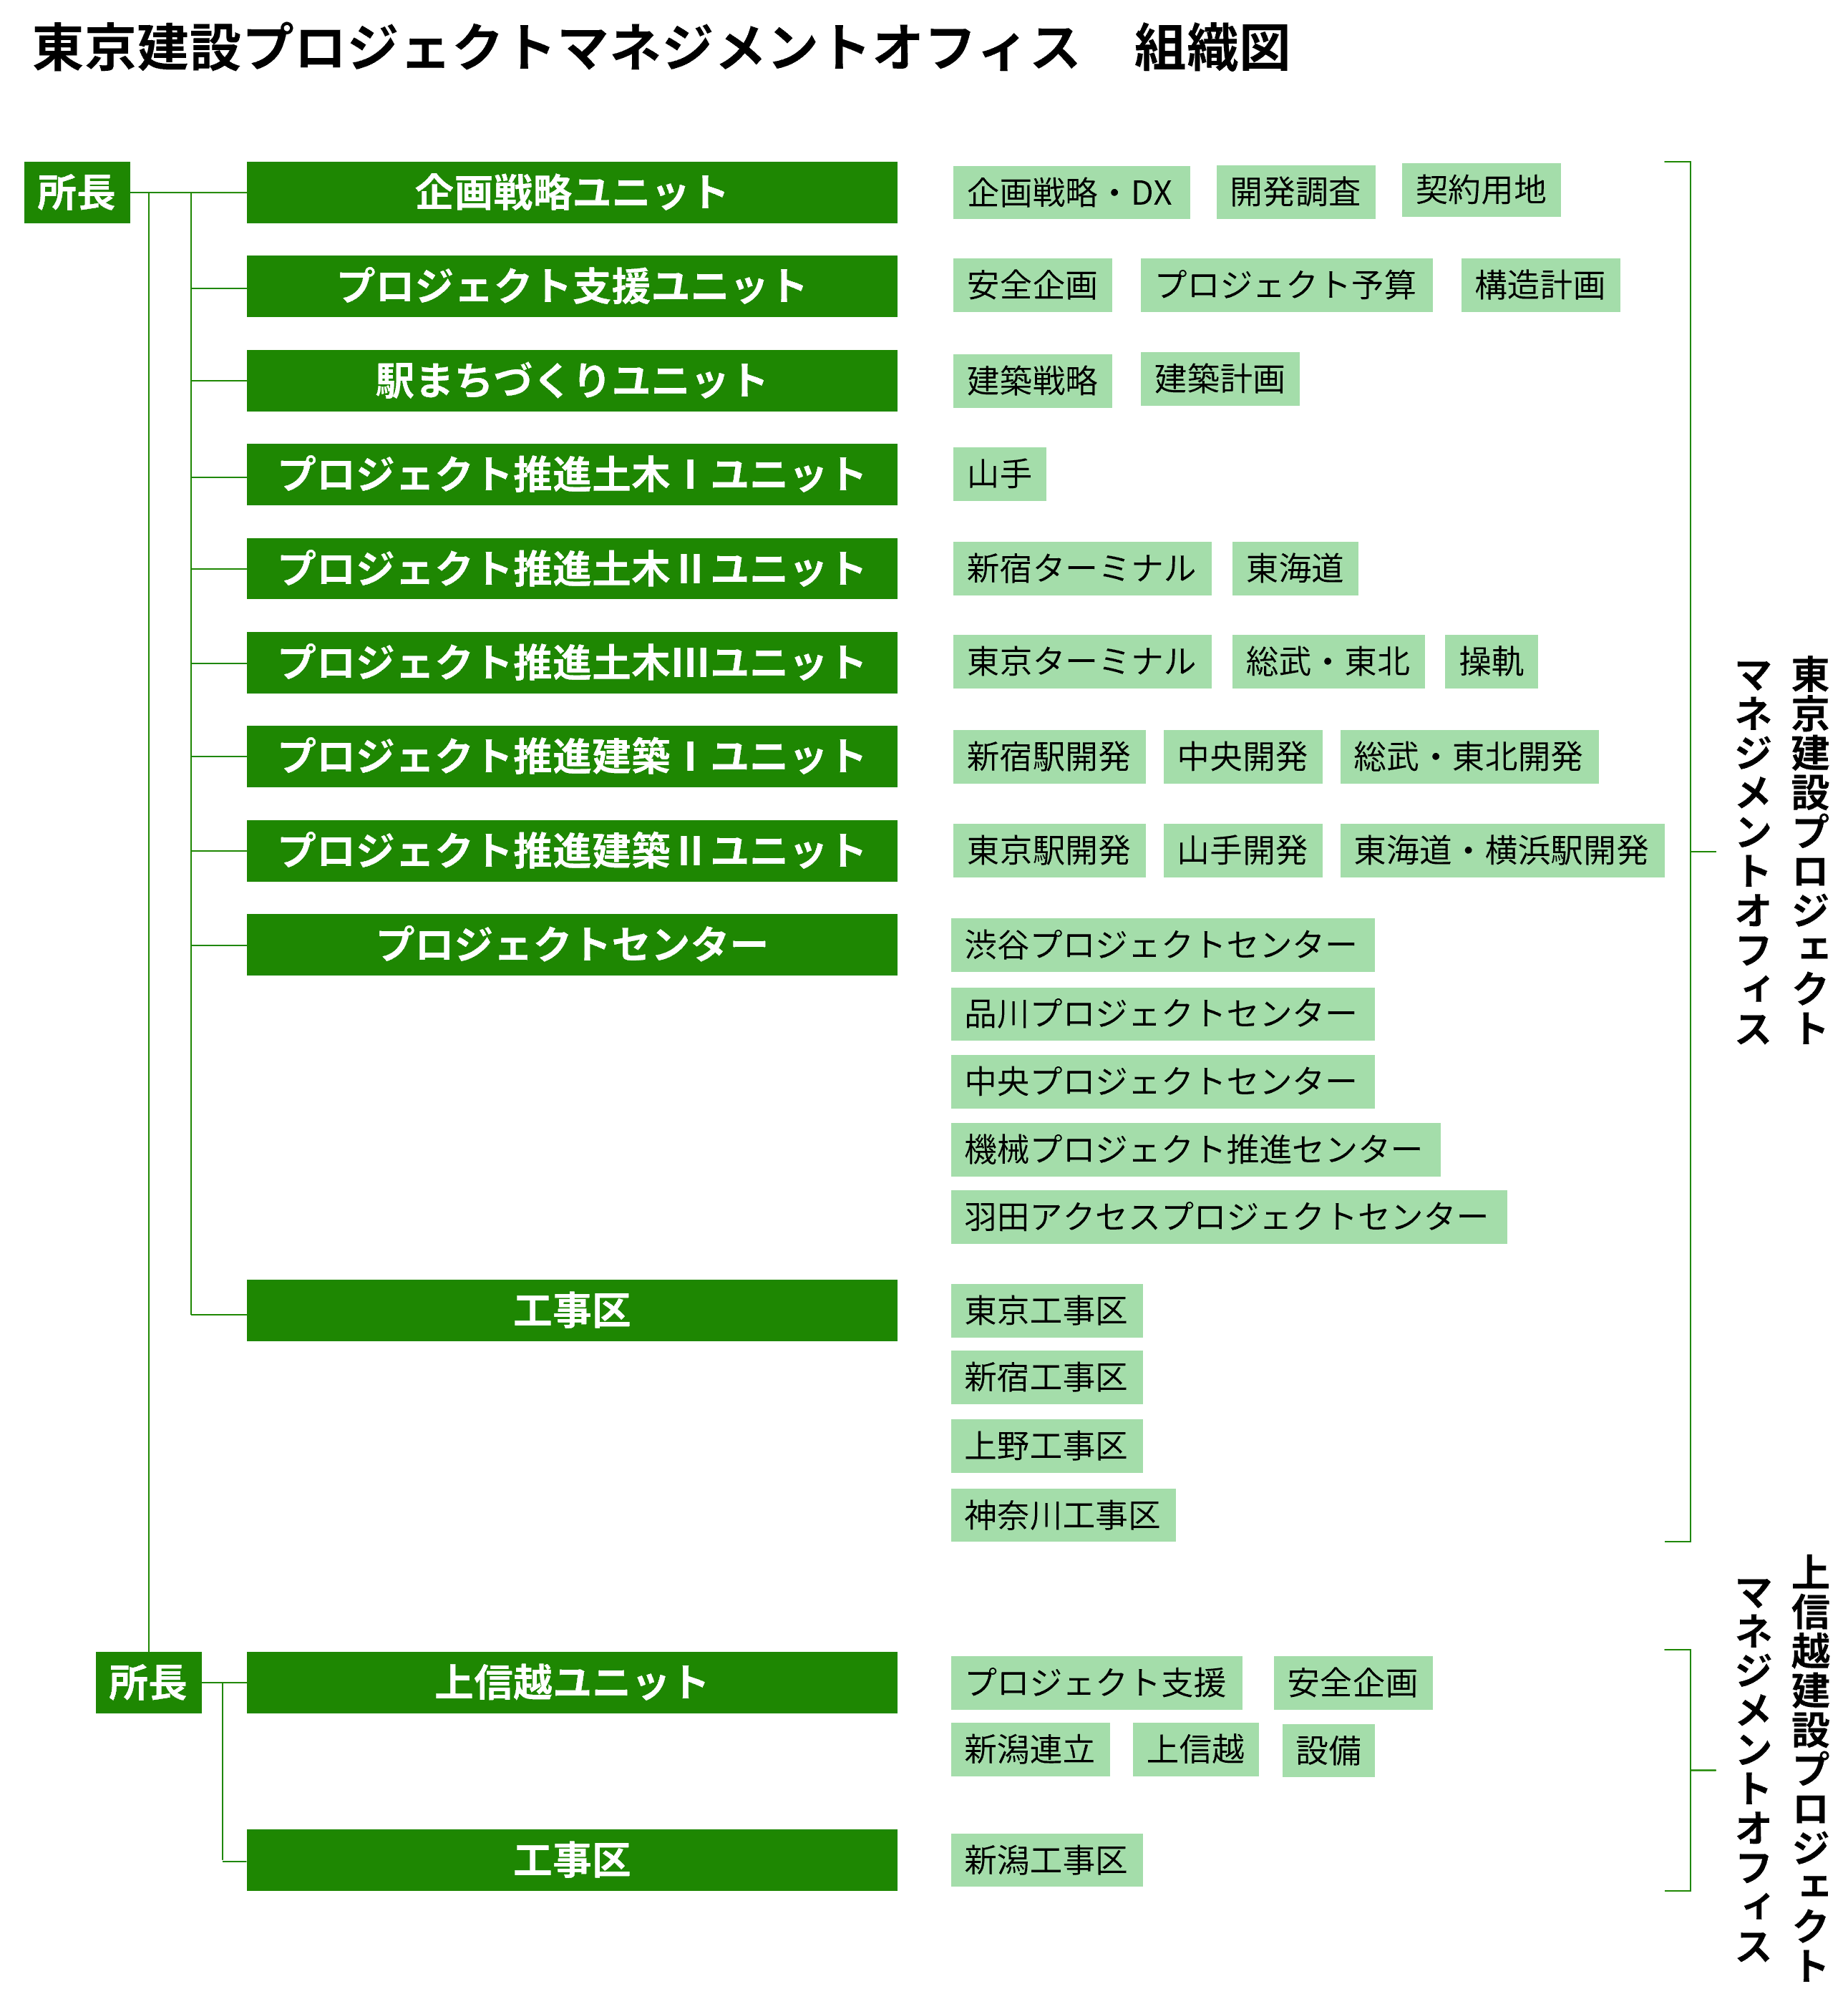 東京建設プロジェクトマネジメントオフィス　組織図
所長
企画戦略ユニット
企画戦略・DX
開発調査
契約用地
プロジェクト支援ユニット
安全企画
プロジェクト予算
構造計画
駅まちづくりユニット
建築戦略
建築計画
プロジェクト推進土木Ⅰユニット
山手
プロジェクト推進土木Ⅱユニット
新宿ターミナル
東海道
プロジェクト推進土木Ⅲユニット
東京ターミナル
総武・東北
操軌
プロジェクト推進建築Ⅰユニット
新宿駅開発
中央開発
総武・東北開発
プロジェクト推進建築Ⅱユニット
東京駅開発
山手開発
東海道・横浜駅開発
プロジェクトセンター
渋谷プロジェクトセンター
品川プロジェクトセンター
中央プロジェクトセンター
機械プロジェクト推進センター
羽田アクセスプロジェクトセンター
工事区
東京工事区
新宿工事区
上野工事区
神奈川工事区
東京建設プロジェクト
マネジメントオフィス
所長
上信越ユニット
プロジェクト支援
安全企画
新潟連立
上信越
設備
工事区
新潟工事区
上信越建設プロジェクト
マネジメントオフィス